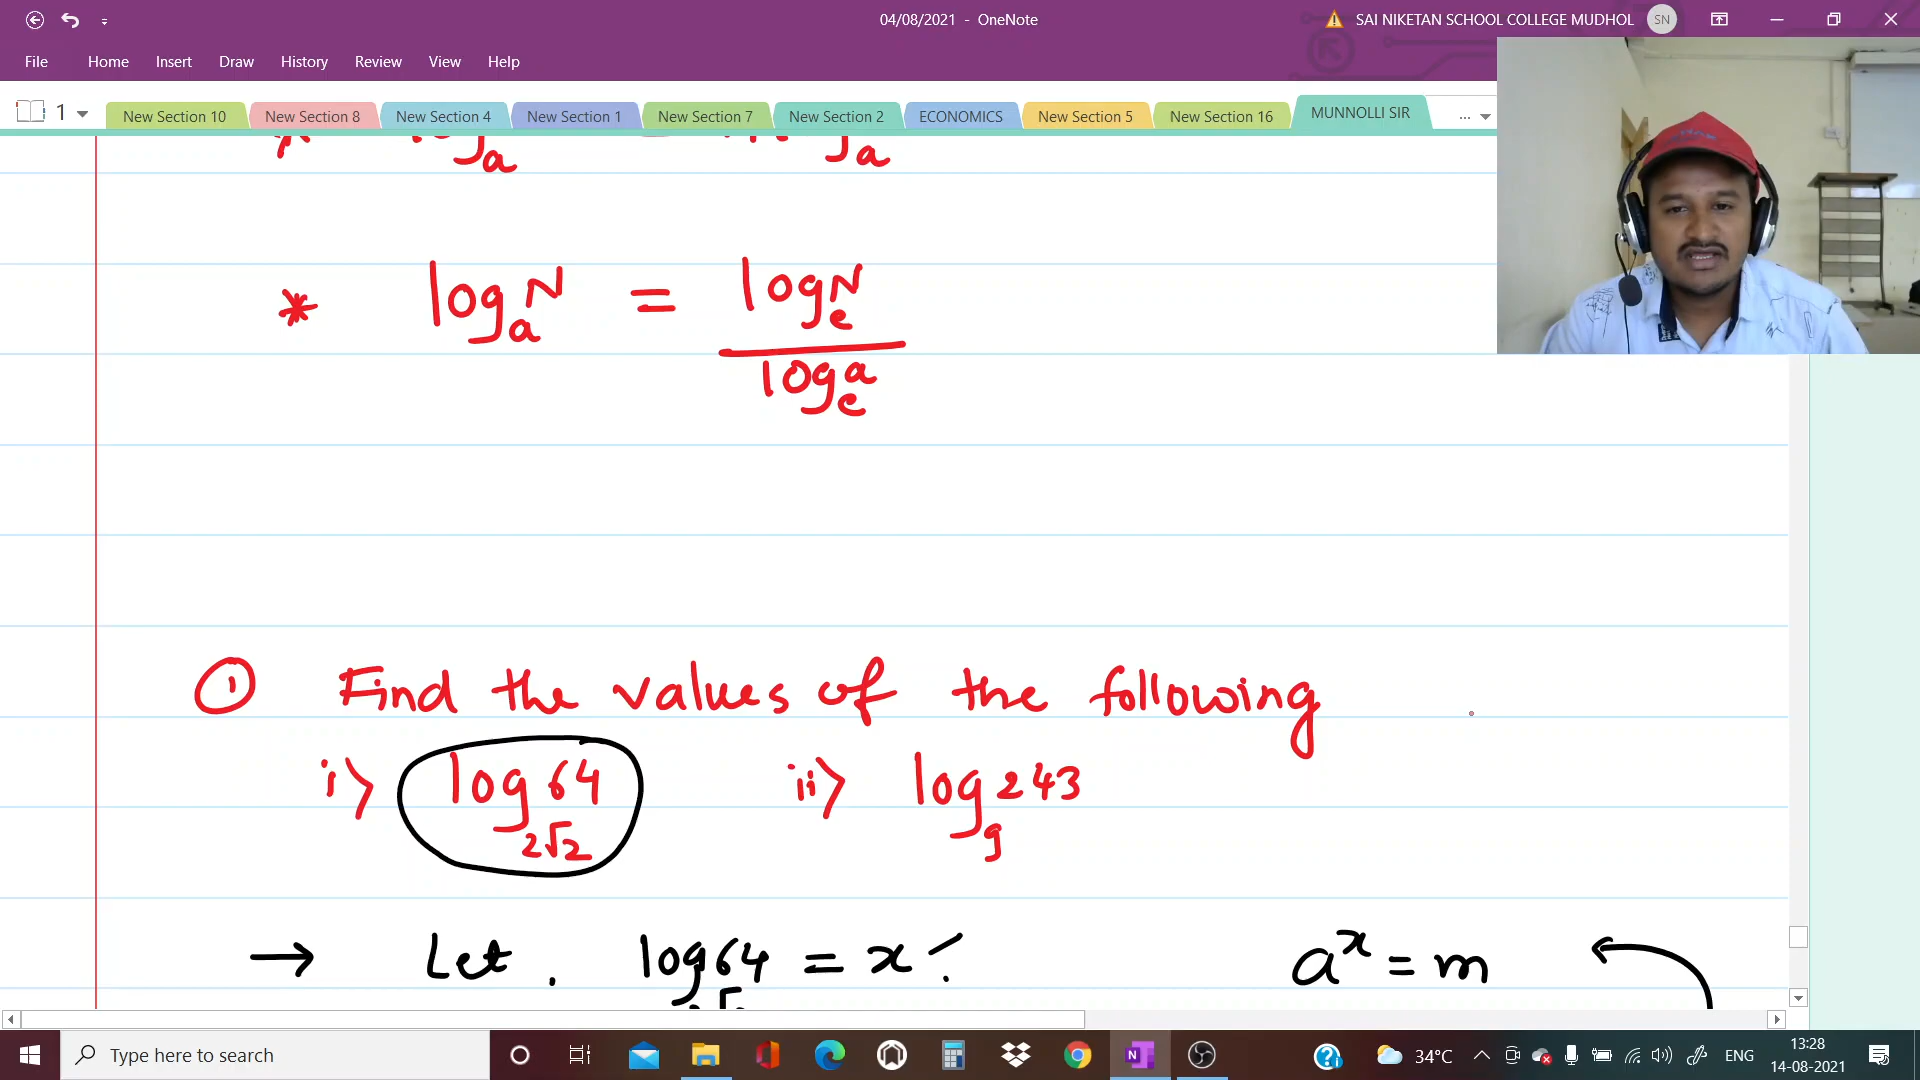 04/08/2021 - OneNote
SAI NIKETAN SCHOOL COLLEGE MUDHOL SN
File Home Insert Draw History Review View Help
1 New Section 10 New Section 8 New Section 4 New Section 1 New Section 7 New Section 2 ECONOMICS New Section 5 New Section 16 MUNNOLLI SIR ...
* log_a N = log_e N / log_e a
① Find the values of the following
i) log_{2√2} 64 ii) log_9 243
→ Let . log 64 = x a^x = m
Type here to search 34°C ENG 13:28
14-08-2021